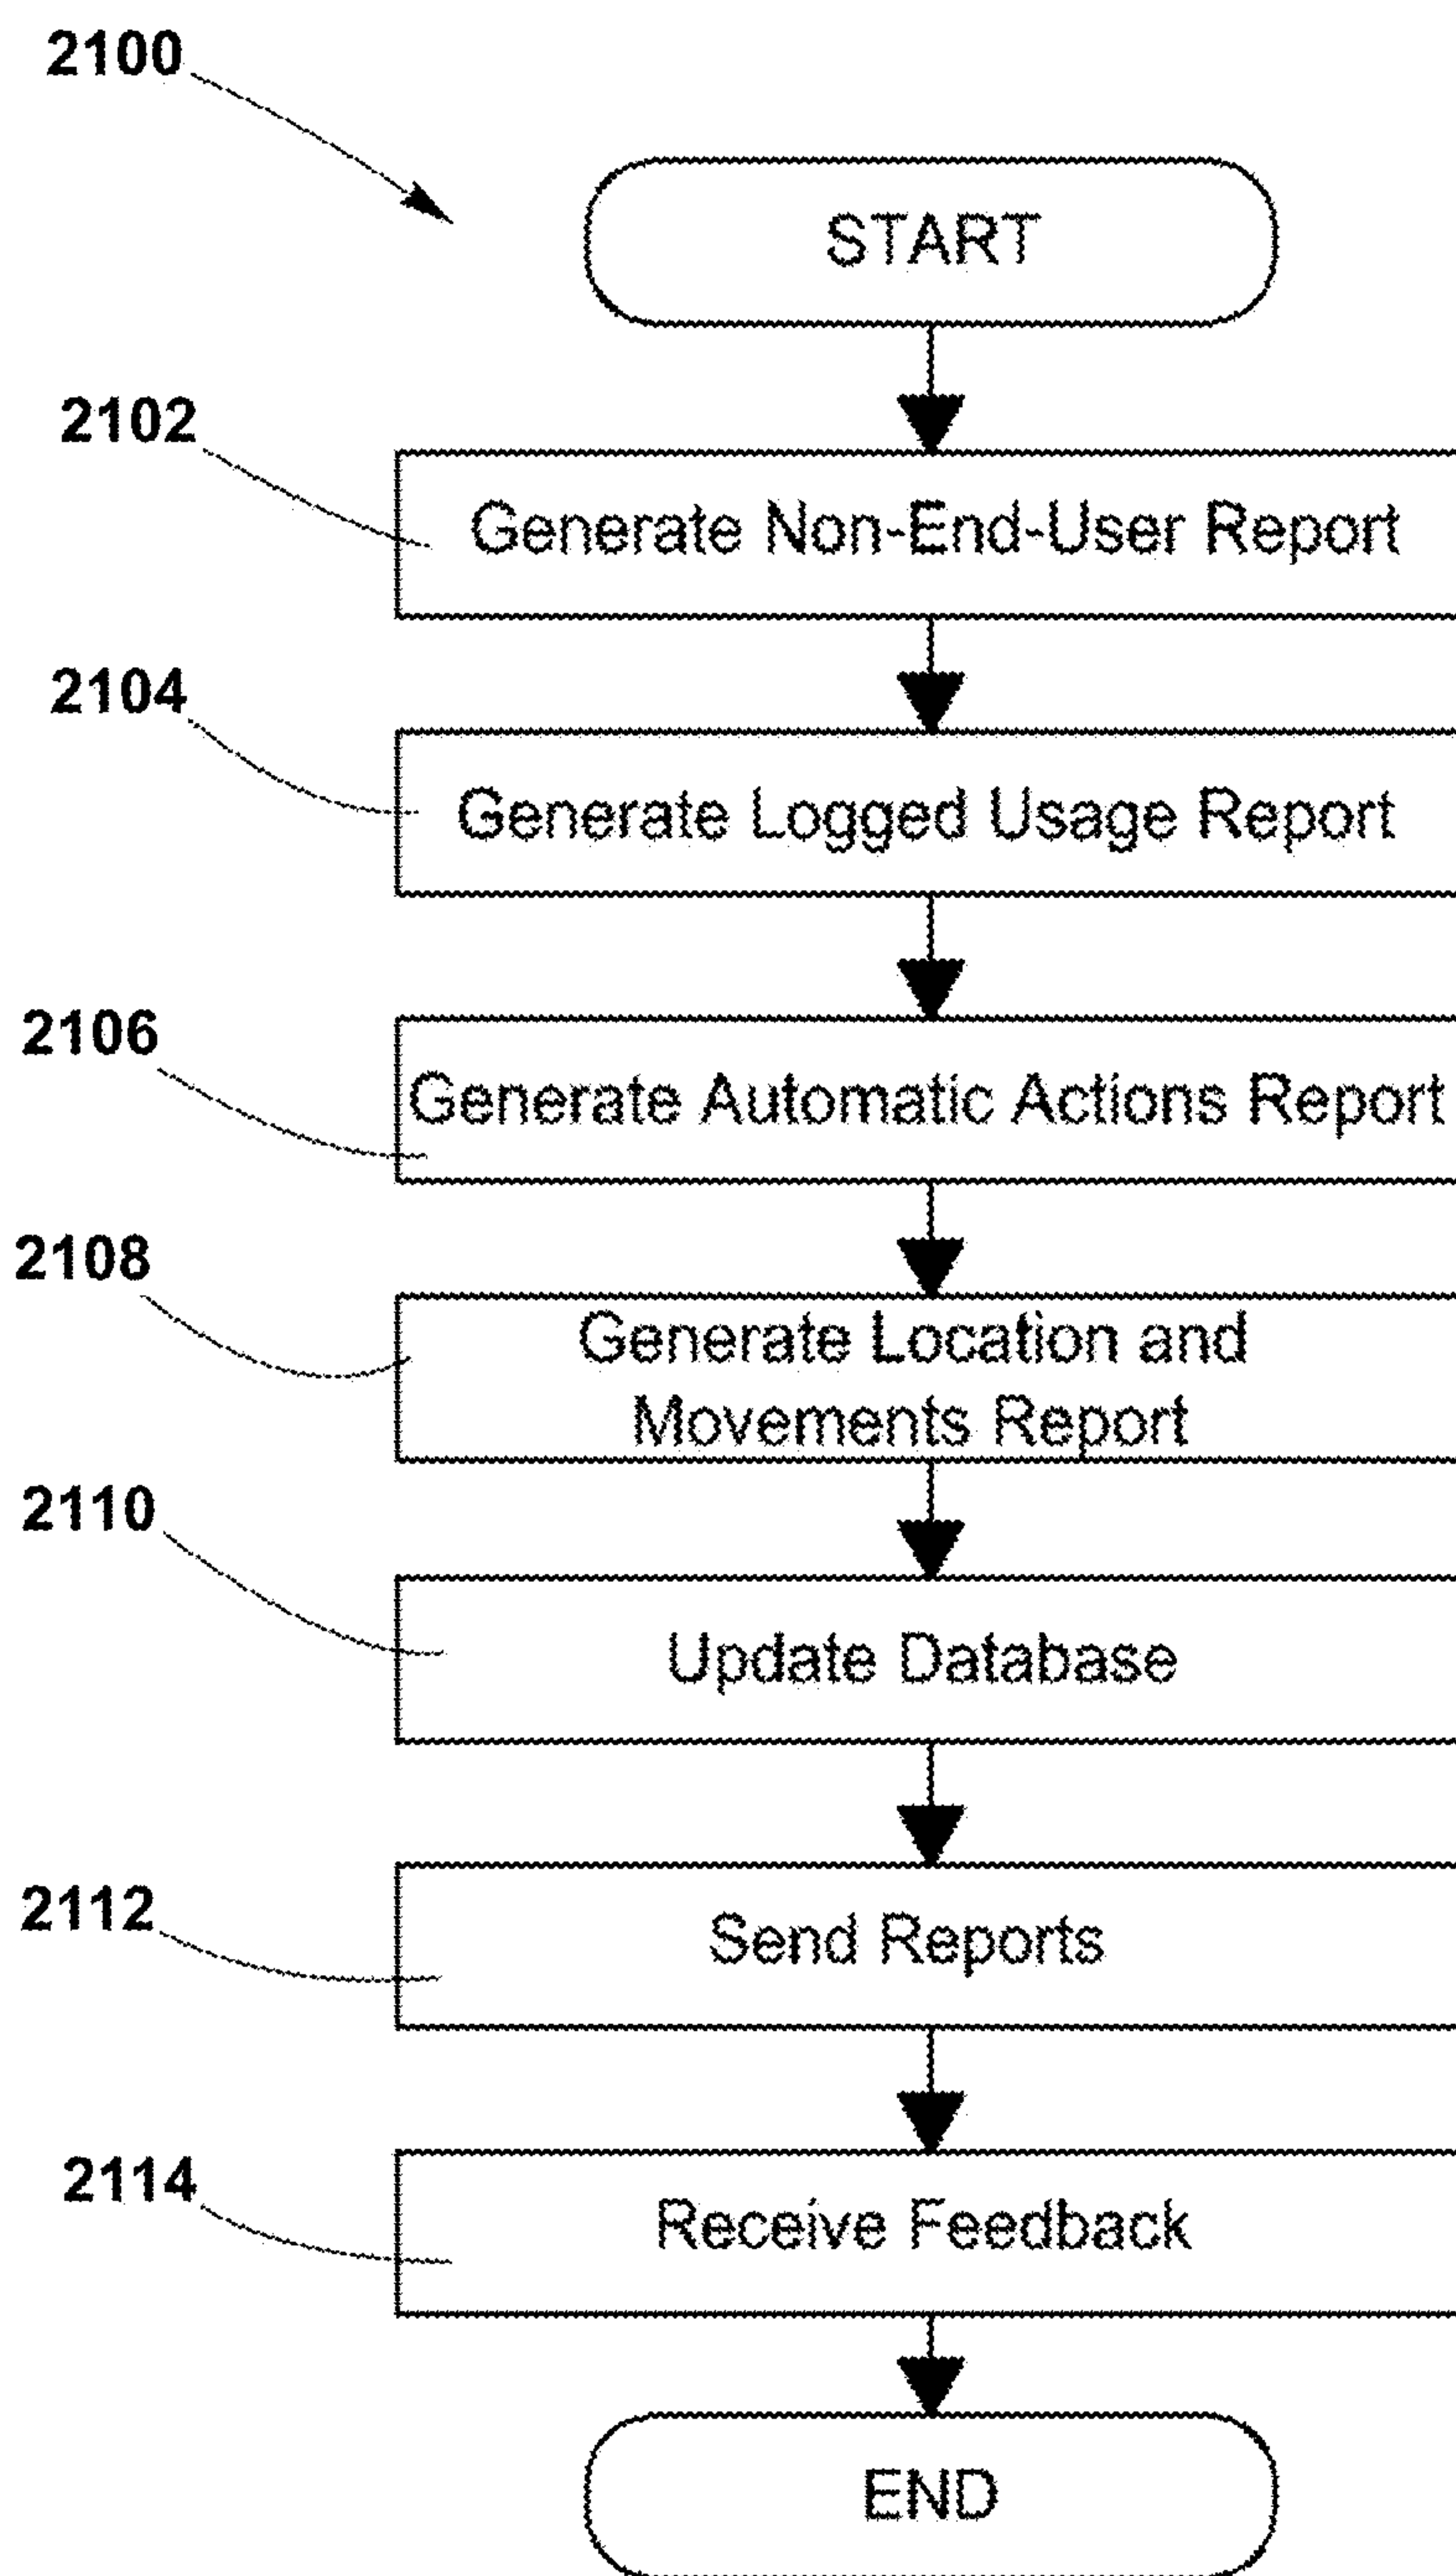 2100
START
2102
Generate Non-End-User Report
2104
Generate Logged Usage Report
2106
Generate Automatic Actions Report
2108
Generate Location and
Movements Report
2110
Update Database
2112
Send Reports
2114
Receive Feedback
END